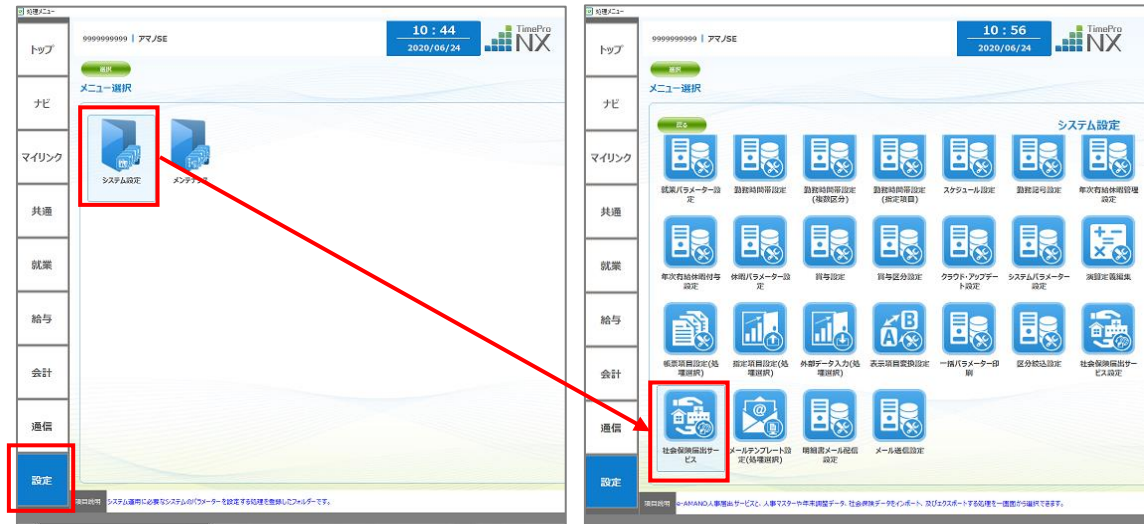 処理メニュー
9999999999 | アマノSE
10:44
2020/06/24
TimePro
NX
選択
メニュー選択
トップ
ナビ
マイリンク
共通
就業
給与
会計
通信
設定
システム設定
メンテナンス
項目説明 システム運用に必要なシステムのパラメーターを設定する処理を登録したフォルダーです。
処理メニュー
9999999999 | アマノSE
10:56
2020/06/24
TimePro
NX
選択
メニュー選択
トップ
ナビ
マイリンク
共通
就業
給与
会計
通信
設定
戻る
システム設定
就業パラメーター設
定
勤務時間帯設定
勤務時間帯設定
(複数区分)
勤務時間帯設定
(指定項目)
スケジュール設定
勤務記号設定
年次有給休暇管理
設定
年次有給休暇付与
設定
休暇パラメーター設
定
賞与設定
賞与区分設定
クラウド・アップデー
ト設定
システムパラメーター
設定
演算定義編集
帳票項目設定(処
理選択)
指定項目設定(処
理選択)
外部データ入力(処
理選択)
表示項目変換設定
一括パラメーター印
刷
区分絞込設定
社会保険届出サー
ビス設定
社会保険届出サー
ビス
メールテンプレート設
定(処理選択)
明細書メール配信
設定
メール送信設定
項目説明 e-AMANO人事届出サービスと、人事マスターや年末調整データ、社会保険データをインポート、及びエクスポートする処理を一画面から選択できます。